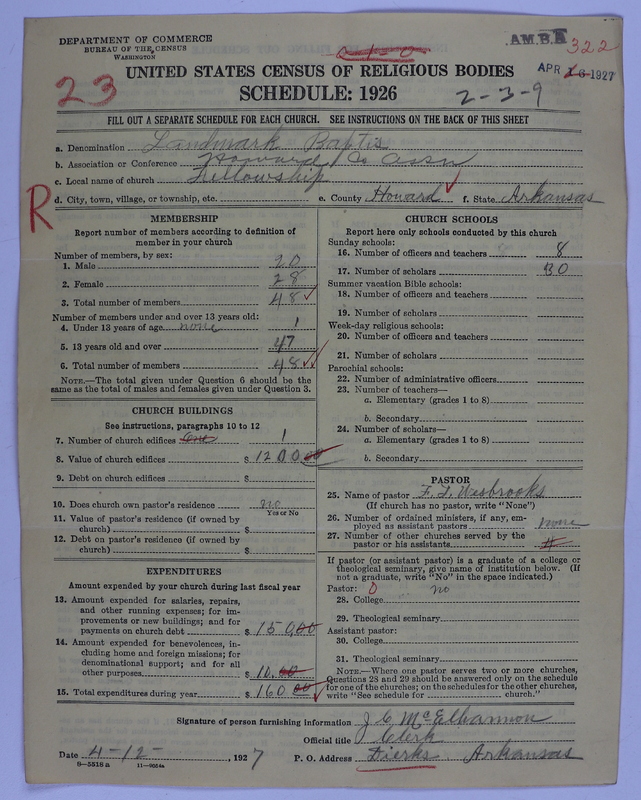 DEPARTMENT OF COMMERCE
BUREAU OF THE CENSUS
WASHINGTON
A.M.B.A 322
APR 16 1927
23
UNITED STATES CENSUS OF RELIGIOUS BODIES
SCHEDULE: 1926
2-3-9
FILL OUT A SEPARATE SCHEDULE FOR EACH CHURCH. SEE INSTRUCTIONS ON THE BACK OF THIS SHEET
a. Denomination Landmark Baptis
b. Association or Conference Howard Co Assn
c. Local name of church Fellowship
R d. City, town, village, or township, etc. e. County Howard f. State Arkansas
MEMBERSHIP
Report number of members according to definition of
member in your church
Number of members, by sex:
1. Male 20
2. Female 28
3. Total number of members 48
Number of members under and over 13 years old:
4. Under 13 years of age none 1
5. 13 years old and over 47
6. Total number of members 48
NOTE.—The total given under Question 6 should be the
same as the total of males and females given under Question 3.
CHURCH BUILDINGS
See instructions, paragraphs 10 to 12
7. Number of church edifices One 1
8. Value of church edifices $ 1200 00
9. Debt on church edifices $
10. Does church own pastor's residence no
Yes or No
11. Value of pastor's residence (if owned by
church) $
12. Debt on pastor's residence (if owned by
church) $
EXPENDITURES
Amount expended by your church during last fiscal year
13. Amount expended for salaries, repairs,
and other running expenses; for im-
provements or new buildings; and for
payments on church debt $ 150.00
14. Amount expended for benevolences, in-
cluding home and foreign missions; for
denominational support; and for all
other purposes $ 10.00
15. Total expenditures during year $ 160 00
CHURCH SCHOOLS
Report here only schools conducted by this church
Sunday schools:
16. Number of officers and teachers 8
17. Number of scholars 30
Summer vacation Bible schools:
18. Number of officers and teachers
19. Number of scholars
Week-day religious schools:
20. Number of officers and teachers
21. Number of scholars
Parochial schools:
22. Number of administrative officers
23. Number of teachers—
a. Elementary (grades 1 to 8)
b. Secondary
24. Number of scholars—
a. Elementary (grades 1 to 8)
b. Secondary
PASTOR
25. Name of pastor F. L. Wesbrooks
(If church has no pastor, write "None")
26. Number of ordained ministers, if any, em-
ployed as assistant pastors none
27. Number of other churches served by the
pastor or his assistants
If pastor (or assistant pastor) is a graduate of a college or
theological seminary, give name of institution below. (If
not a graduate, write "No" in the space indicated.)
Pastor: 0 no
28. College
29. Theological seminary
Assistant pastor:
30. College
31. Theological seminary
NOTE.—Where one pastor serves two or more churches,
Questions 28 and 29 should be answered only on the schedule
for one of the churches; on the schedules for the other churches,
write "See schedule for church."
Signature of person furnishing information J. C. McElhannon
Official title Clerk
Date 4-12-, 1927 P. O. Address Dierks Arkansas
8—5518 a 11—8654a